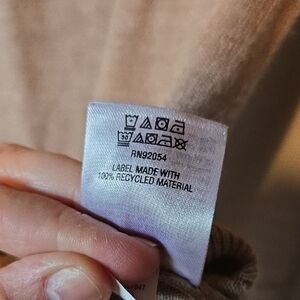 RN92054
LABEL MADE WITH
100% RECYCLED MATERIAL